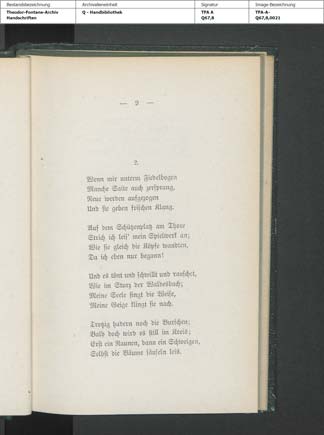 Bestandsbezeichnung
Theodor-Fontane-Archiv
Handschriften
Archivalieneinheit
Q - Handbibliothek
Signatur
TFA A
Q57,8
Image-Bezeichnung
TFA-A-
Q57,8,0021
— 9 —
2.
Wenn mir unterm Fiedelbogen
Manche Saite auch zersprang,
Neue werden aufgezogen
Und sie geben frischen Klang.
Auf dem Schützenplatz am Thore
Strich ich leis' mein Spielwerk an;
Wie sie gleich die Köpfe wandten,
Da ich eben nur begann!
Und es tönt und schwillt und rauschet,
Wie im Sturz der Waldesbach;
Meine Seele singt die Weise,
Meine Geige klingt sie nach.
Trotzig hadern noch die Burschen;
Bald doch wird es still im Kreis;
Erst ein Raunen, dann ein Schweigen,
Selbst die Bäume säuseln leis.